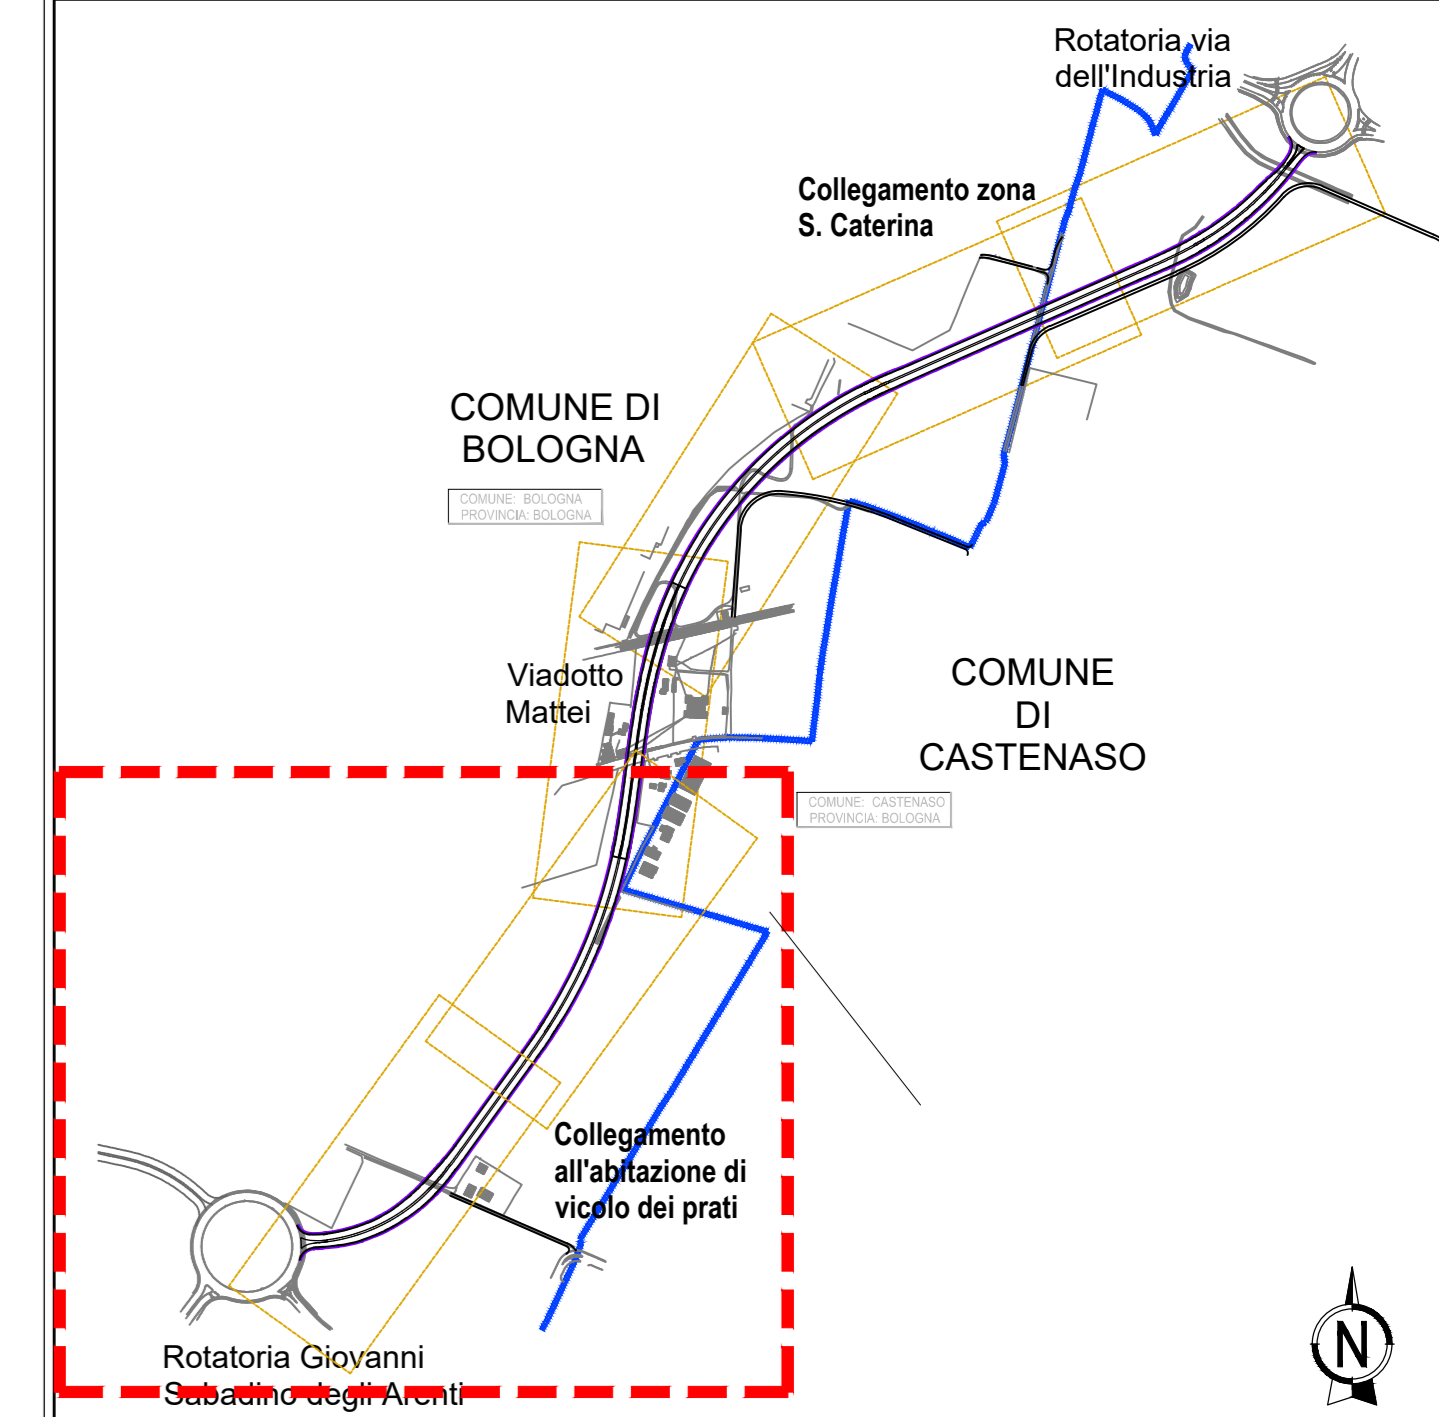 Rotatoria via
dell'Industria
Collegamento zona
S. Caterina
COMUNE DI
BOLOGNA
COMUNE: BOLOGNA
PROVINCIA: BOLOGNA
Viadotto
Mattei
COMUNE
DI
CASTENASO
COMUNE: CASTENASO
PROVINCIA: BOLOGNA
Collegamento
all'abitazione di
vicolo dei prati
Rotatoria Giovanni
Sabadino degli Arenti
N